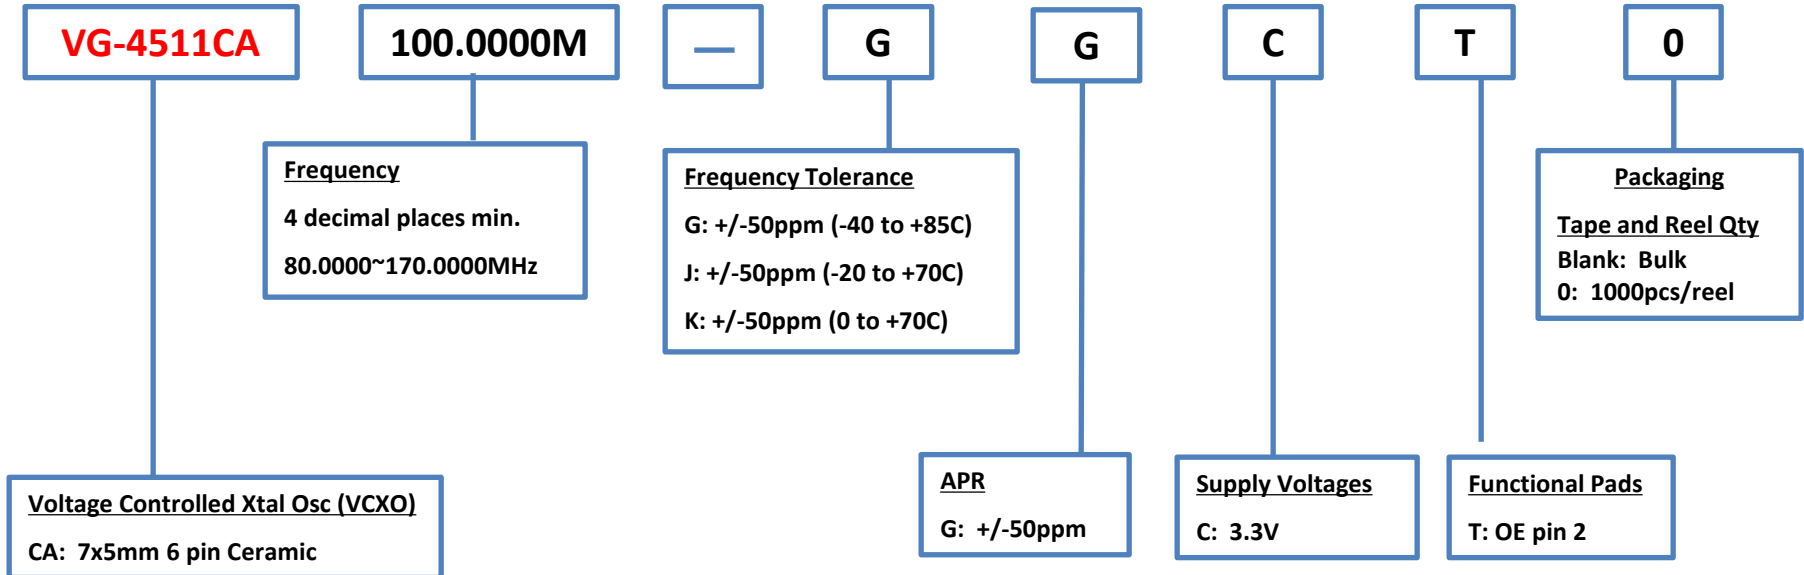 VG-4511CA 100.0000M — G G C T 0
Frequency
4 decimal places min.
80.0000~170.0000MHz
Frequency Tolerance
G: +/-50ppm (-40 to +85C)
J: +/-50ppm (-20 to +70C)
K: +/-50ppm (0 to +70C)
Packaging
Tape and Reel Qty
Blank: Bulk
0: 1000pcs/reel
Voltage Controlled Xtal Osc (VCXO)
CA: 7x5mm 6 pin Ceramic
APR
G: +/-50ppm
Supply Voltages
C: 3.3V
Functional Pads
T: OE pin 2